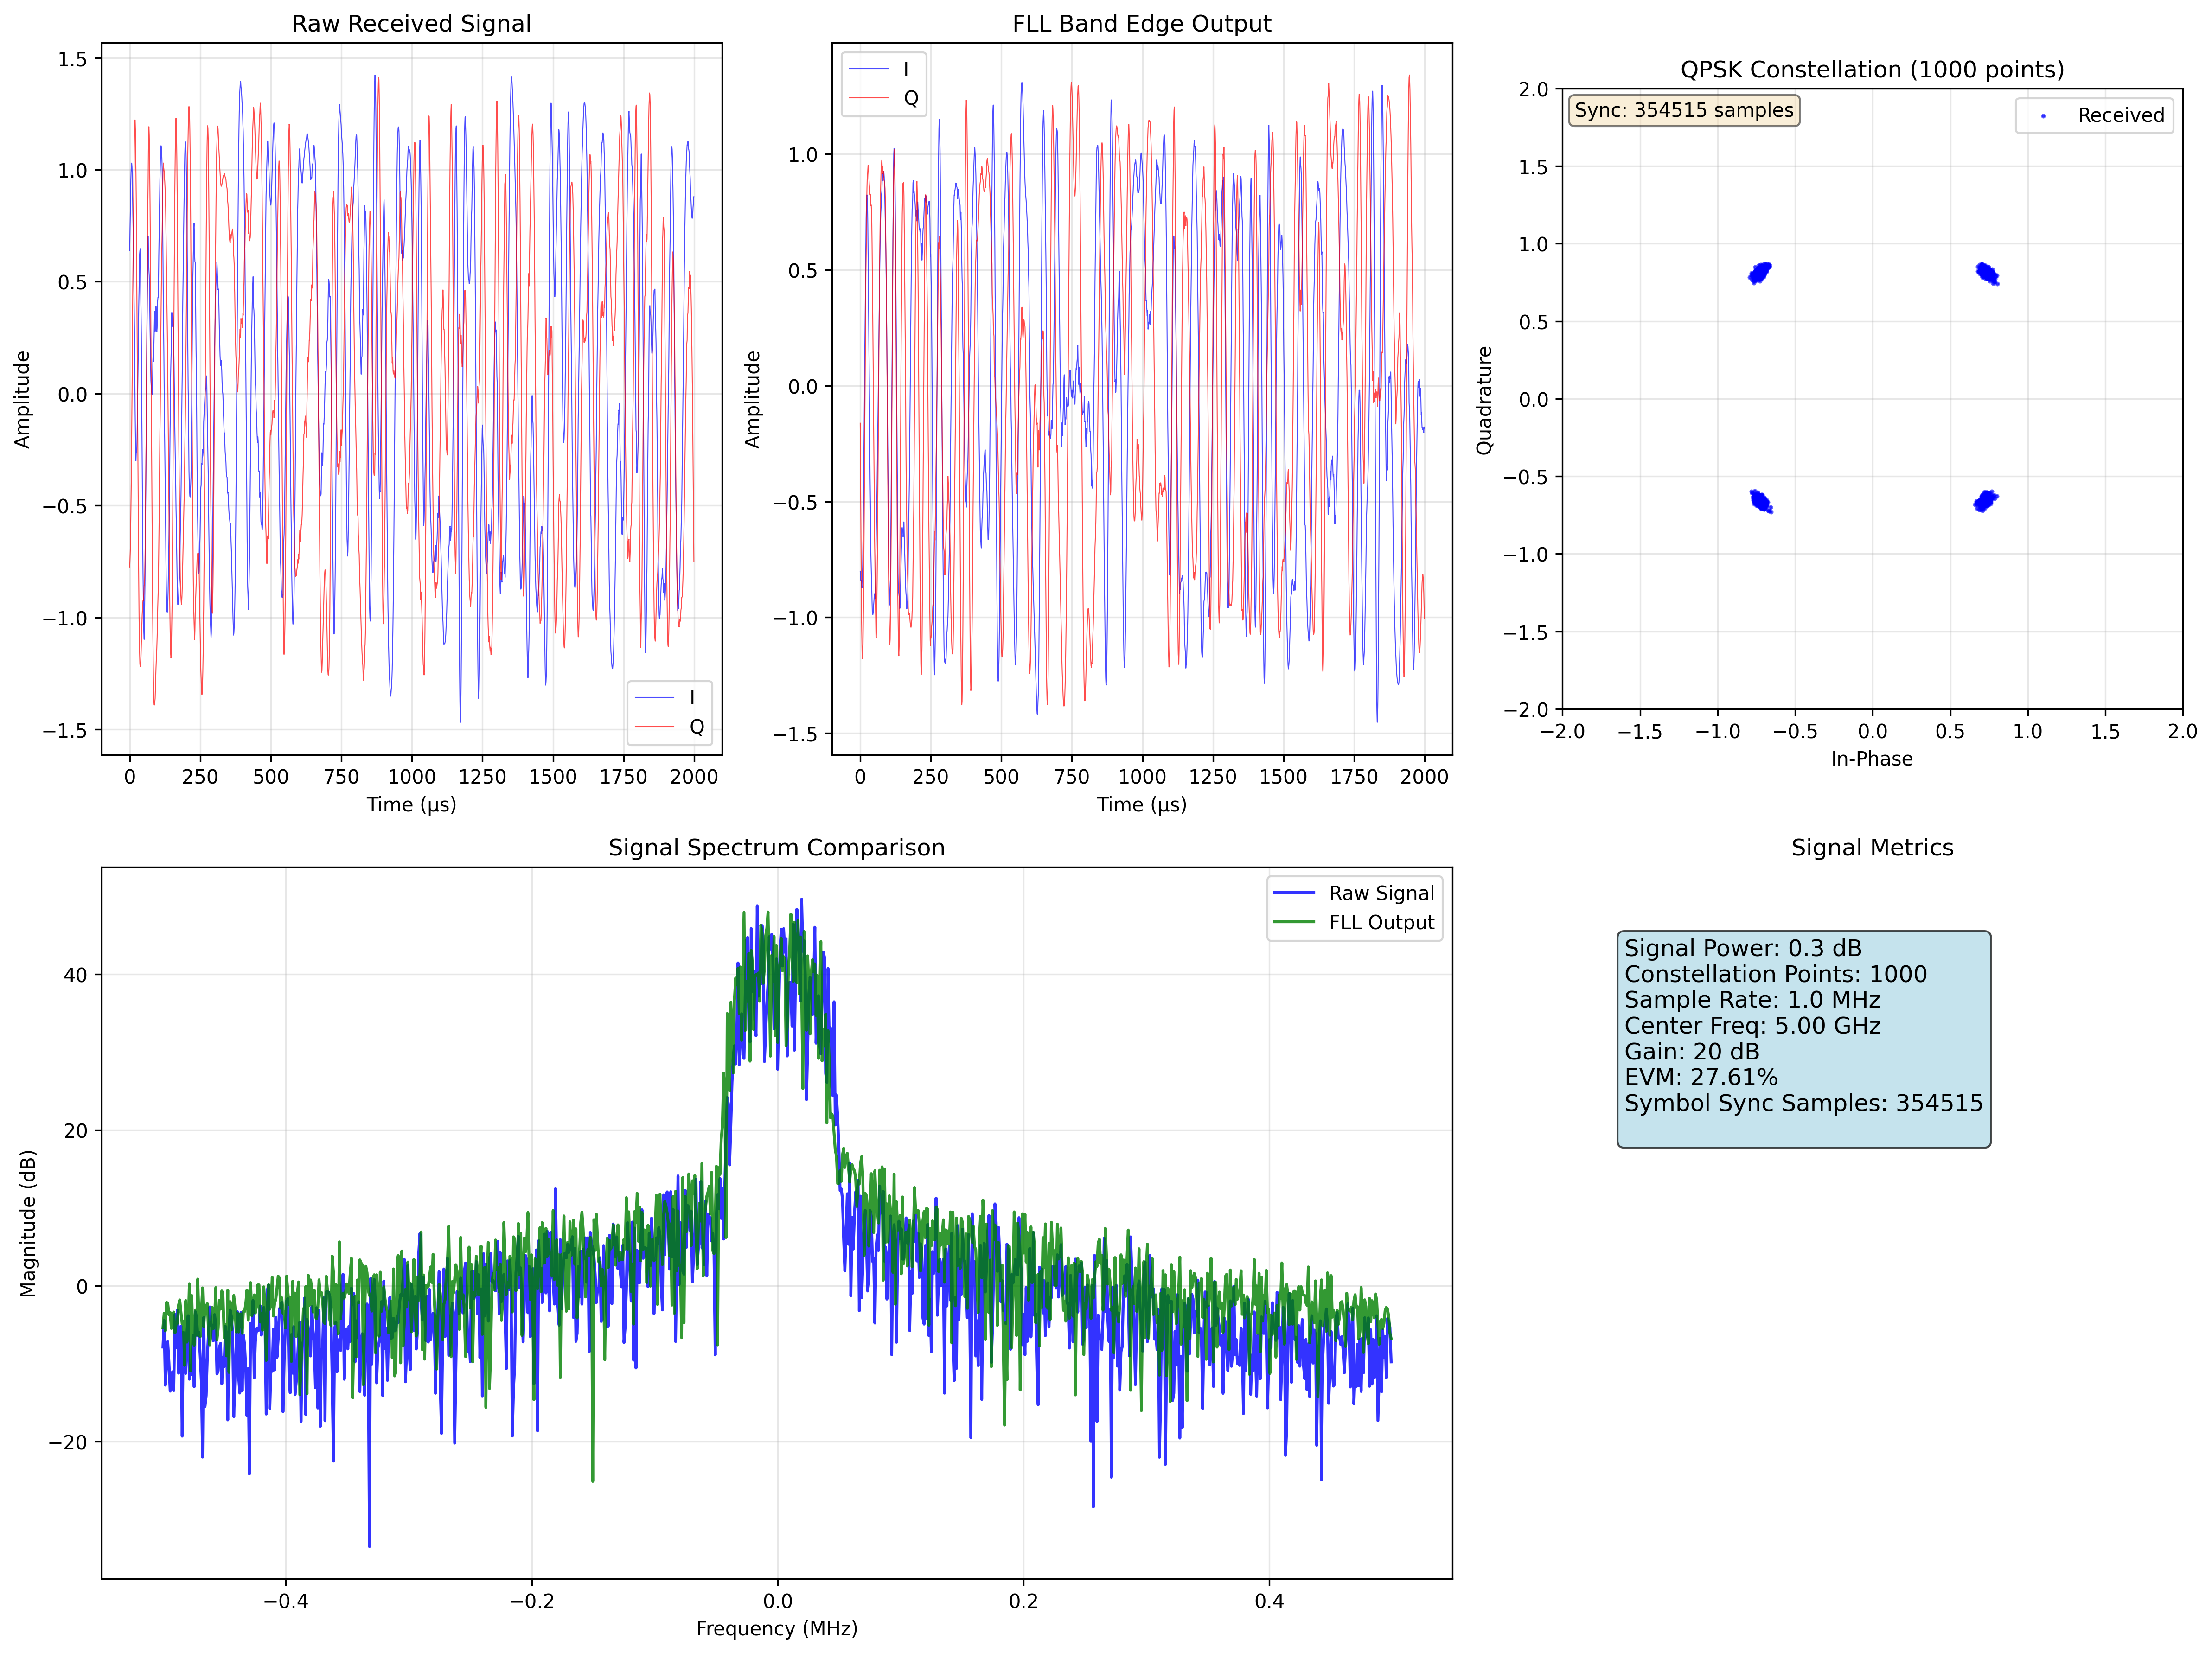 Raw Received Signal
1.5
1.0
0.5
0.0
−0.5
−1.0
−1.5
Amplitude
I
Q
0 250 500 750 1000 1250 1500 1750 2000
Time (µs)
FLL Band Edge Output
I
Q
1.0
0.5
0.0
−0.5
−1.0
−1.5
Amplitude
0 250 500 750 1000 1250 1500 1750 2000
Time (µs)
QPSK Constellation (1000 points)
Sync: 354515 samples
Received
2.0
1.5
1.0
0.5
0.0
−0.5
−1.0
−1.5
−2.0
Quadrature
−2.0 −1.5 −1.0 −0.5 0.0 0.5 1.0 1.5 2.0
In-Phase
Signal Spectrum Comparison
Raw Signal
FLL Output
40
20
0
−20
Magnitude (dB)
−0.4 −0.2 0.0 0.2 0.4
Frequency (MHz)
Signal Metrics
Signal Power: 0.3 dB
Constellation Points: 1000
Sample Rate: 1.0 MHz
Center Freq: 5.00 GHz
Gain: 20 dB
EVM: 27.61%
Symbol Sync Samples: 354515